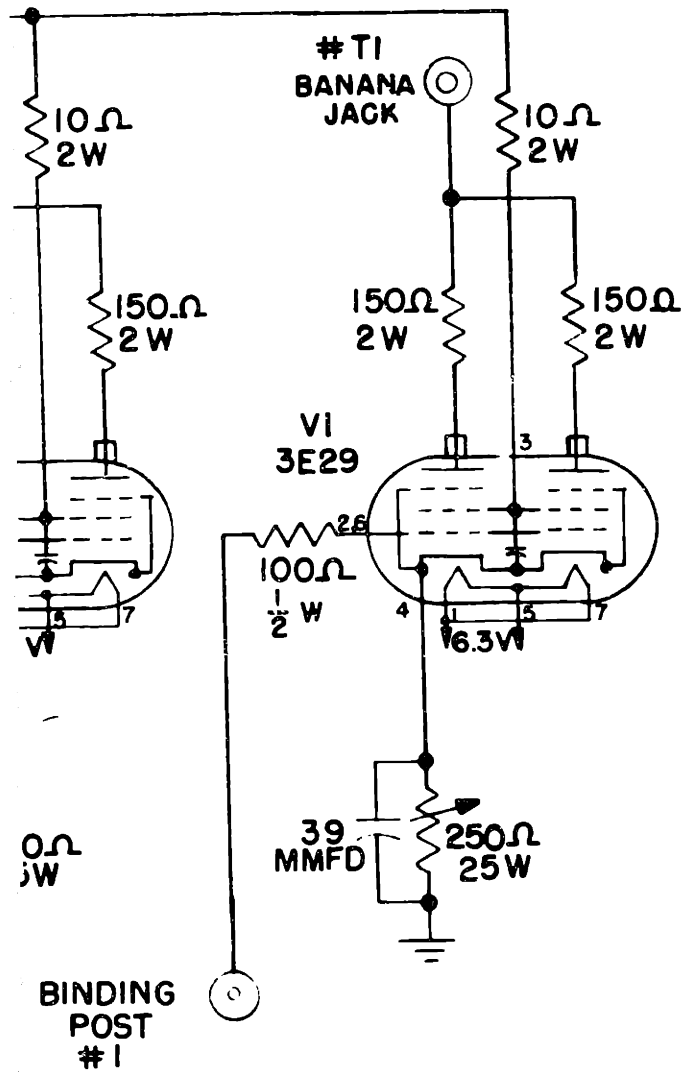 #T1
BANANA
JACK
10Ω
2W
10Ω
2W
150Ω
2W
150Ω
2W
150Ω
2W
V1
3E29
3
2,6
100Ω
1/2 W
4
1
5
7
6.3V
5
7
V
39
MMFD
250Ω
25W
0Ω
W
BINDING
POST
#1